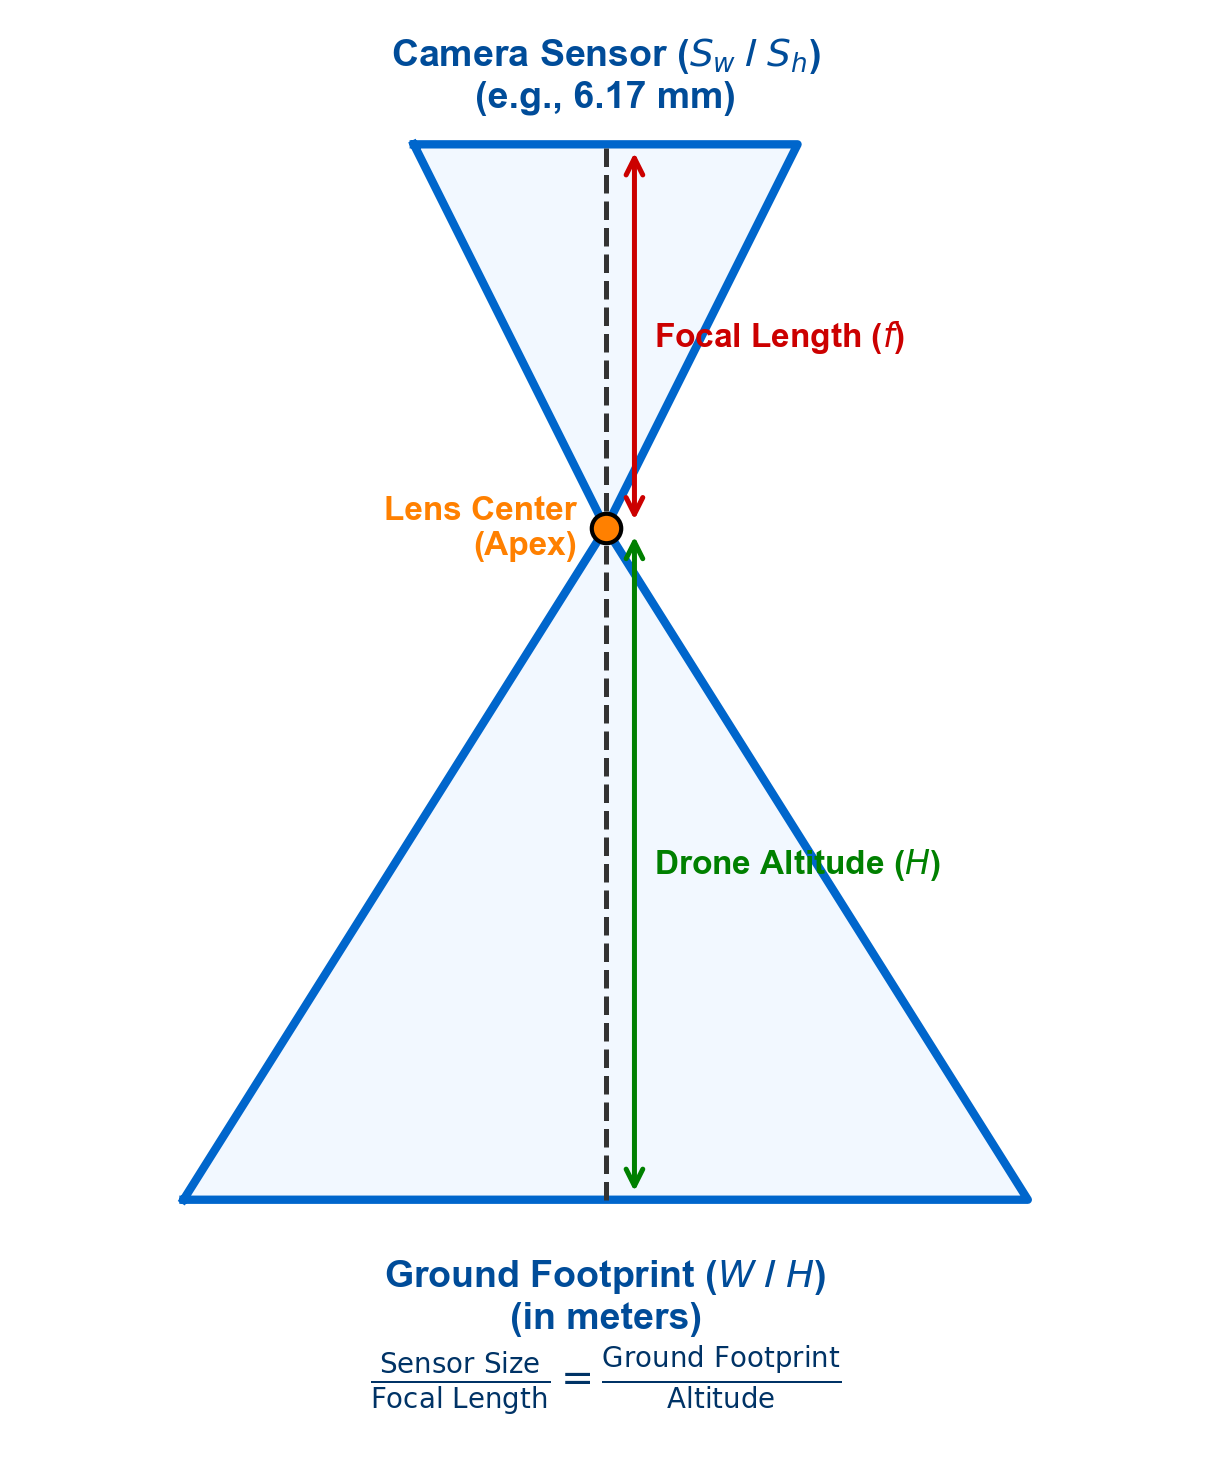 Camera Sensor (S_w / S_h)
(e.g., 6.17 mm)
Focal Length (f)
Lens Center
(Apex)
Drone Altitude (H)
Ground Footprint (W / H)
(in meters)
Sensor Size / Focal Length = Ground Footprint / Altitude